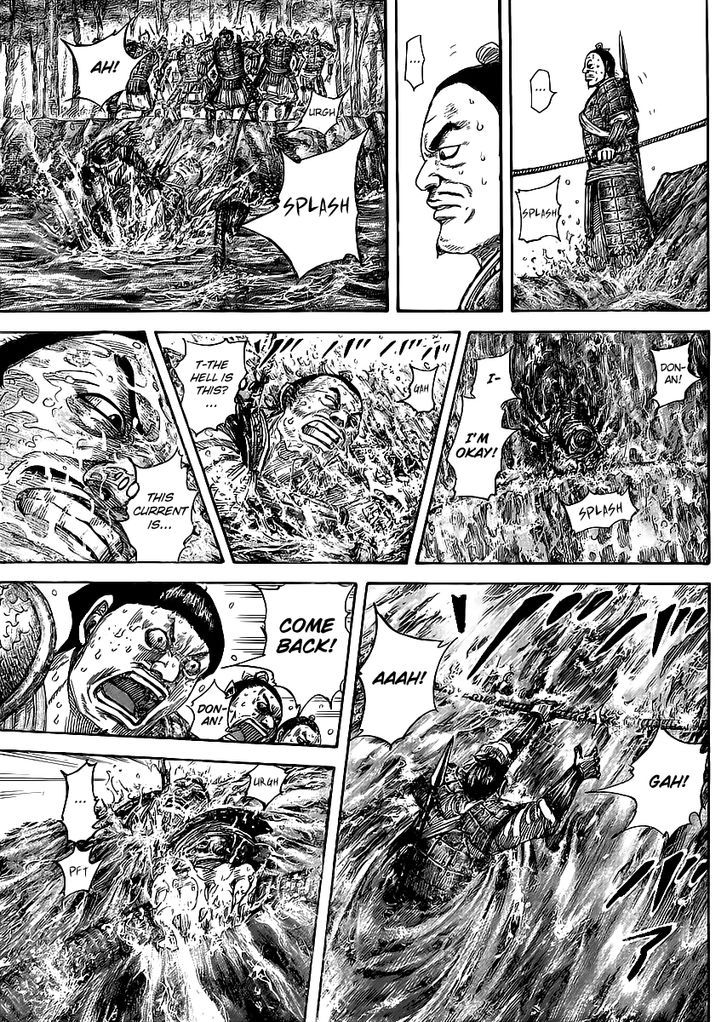 ...
SPLASH
...
AH!
URGH
SPLASH
DON-
AN!
I-
I'M
OKAY!
SPLASH
GAH
T-THE
HELL IS
THIS?
...
THIS
CURRENT
IS...
AAAH!
GAH!
COME
BACK!
DON-
AN!
URGH
...
PFT